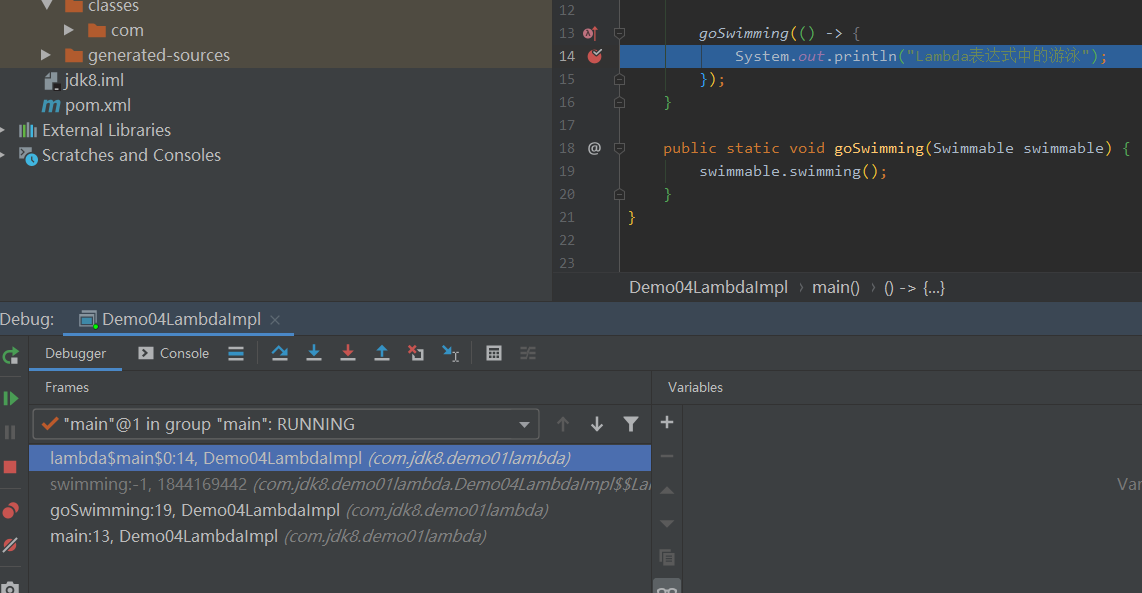 classes
com
generated-sources
jdk8.iml
pom.xml
External Libraries
Scratches and Consoles
12
13 goSwimming(() -> {
14 System.out.println("Lambda表达式中的游泳");
15 });
16 }
17
18 @ public static void goSwimming(Swimmable swimmable) {
19 swimmable.swimming();
20 }
21 }
22
23
Demo04LambdaImpl › main() › () -> {...}
Debug: Demo04LambdaImpl
Debugger Console
Frames
Variables
"main"@1 in group "main": RUNNING
lambda$main$0:14, Demo04LambdaImpl (com.jdk8.demo01lambda)
swimming:-1, 1844169442 (com.jdk8.demo01lambda.Demo04LambdaImpl$$La
goSwimming:19, Demo04LambdaImpl (com.jdk8.demo01lambda)
main:13, Demo04LambdaImpl (com.jdk8.demo01lambda)
Var